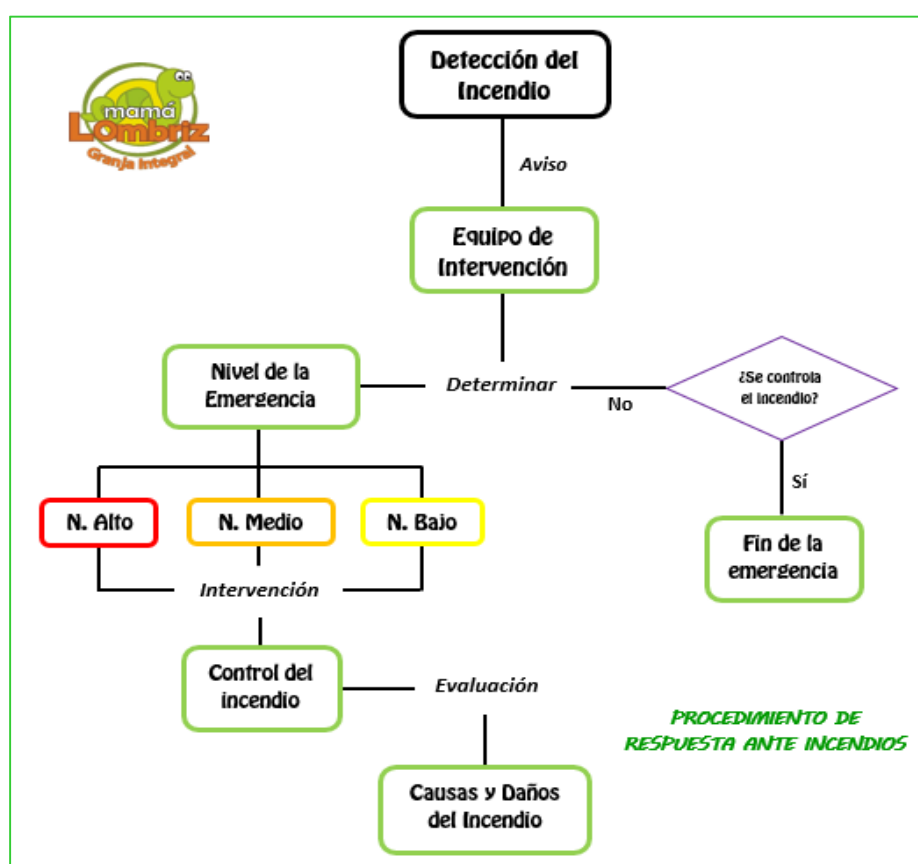 mamá
Lombriz
Granja Integral
Detección del
Incendio
Aviso
Equipo de
Intervención
Nivel de la
Emergencia
Determinar
No
¿Se controla
el incendio?
Sí
N. Alto
N. Medio
N. Bajo
Fin de la
emergencia
Intervención
Control del
incendio
Evaluación
PROCEDIMIENTO DE
RESPUESTA ANTE INCENDIOS
Causas y Daños
del Incendio